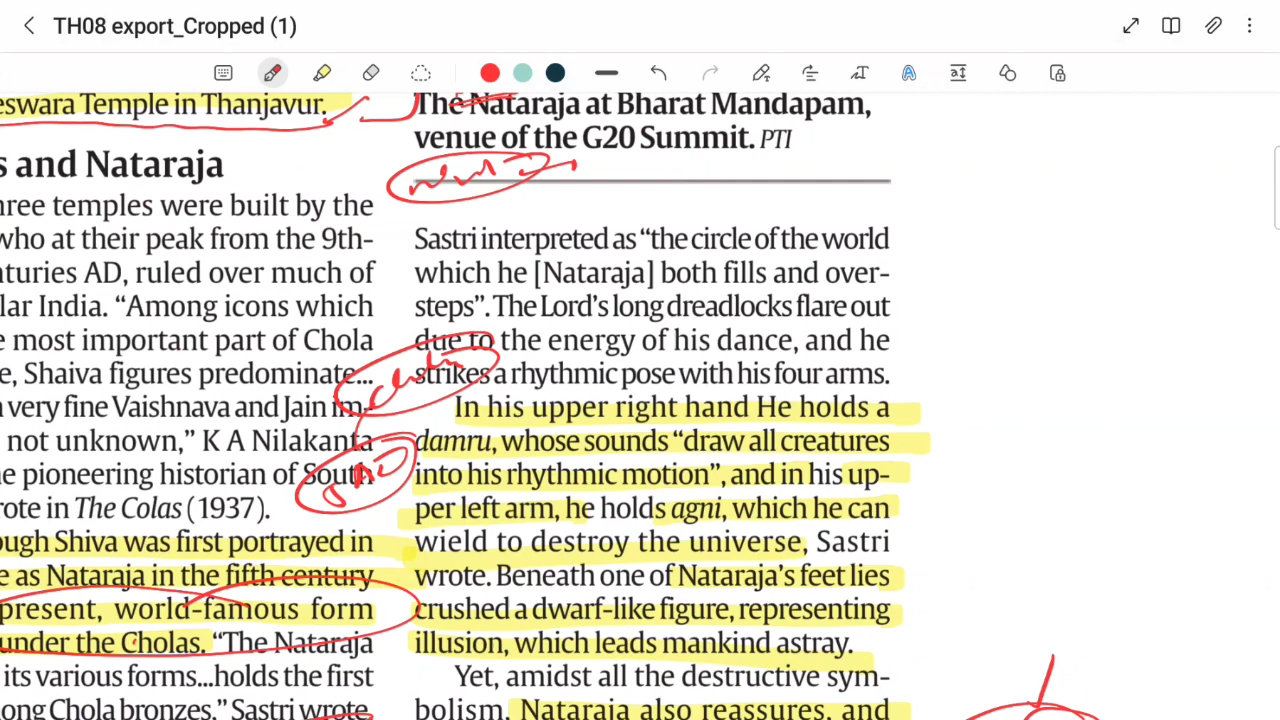 TH08 export_Cropped (1)
eswara Temple in Thanjavur.
s and Nataraja
hree temples were built by the
who at their peak from the 9th-
nturies AD, ruled over much of
lar India. “Among icons which
e most important part of Chola
e, Shaiva figures predominate...
n very fine Vaishnava and Jain im-
not unknown,” K A Nilakanta
he pioneering historian of South
rote in The Colas (1937).
ough Shiva was first portrayed in
e as Nataraja in the fifth century
present, world-famous form
under the Cholas. “The Nataraja
its various forms...holds the first
ong Chola bronzes,” Sastri wrote.
The Nataraja at Bharat Mandapam,
venue of the G20 Summit. PTI
Sastri interpreted as “the circle of the world
which he [Nataraja] both fills and over-
steps”. The Lord’s long dreadlocks flare out
due to the energy of his dance, and he
strikes a rhythmic pose with his four arms.
In his upper right hand He holds a
damru, whose sounds “draw all creatures
into his rhythmic motion”, and in his up-
per left arm, he holds agni, which he can
wield to destroy the universe, Sastri
wrote. Beneath one of Nataraja’s feet lies
crushed a dwarf-like figure, representing
illusion, which leads mankind astray.
Yet, amidst all the destructive sym-
bolism, Nataraja also reassures, and